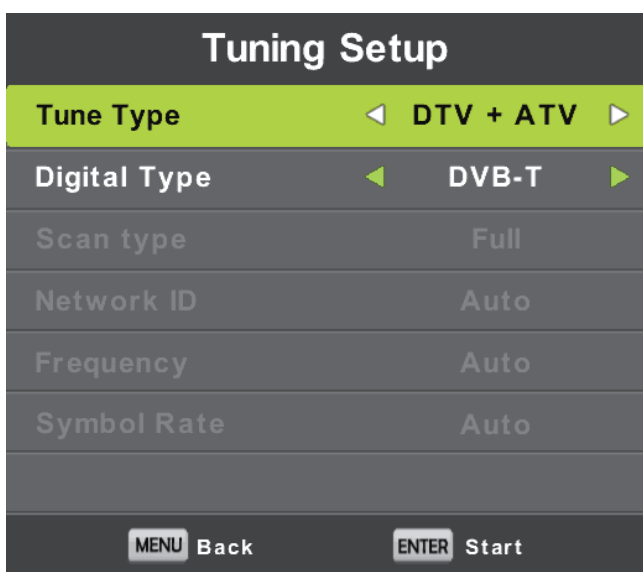 Tuning Setup
Tune Type DTV + ATV
Digital Type DVB-T
Scan type Full
Network ID Auto
Frequency Auto
Symbol Rate Auto
MENU Back ENTER Start